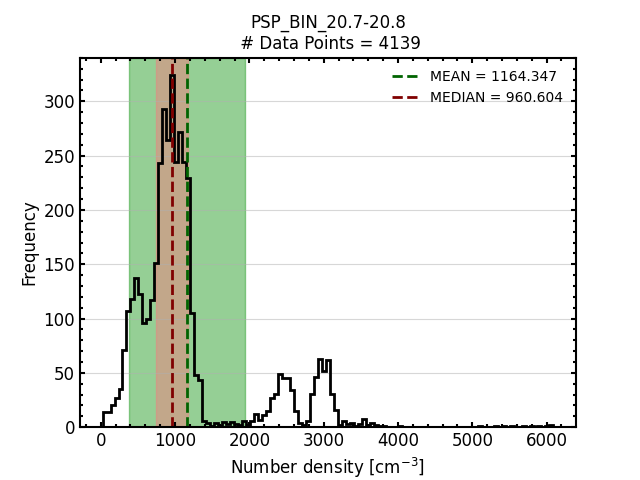 PSP_BIN_20.7-20.8
# Data Points = 4139
MEAN = 1164.347
MEDIAN = 960.604
300
250
200
150
100
50
0
Frequency
0 1000 2000 3000 4000 5000 6000
Number density [cm⁻³]